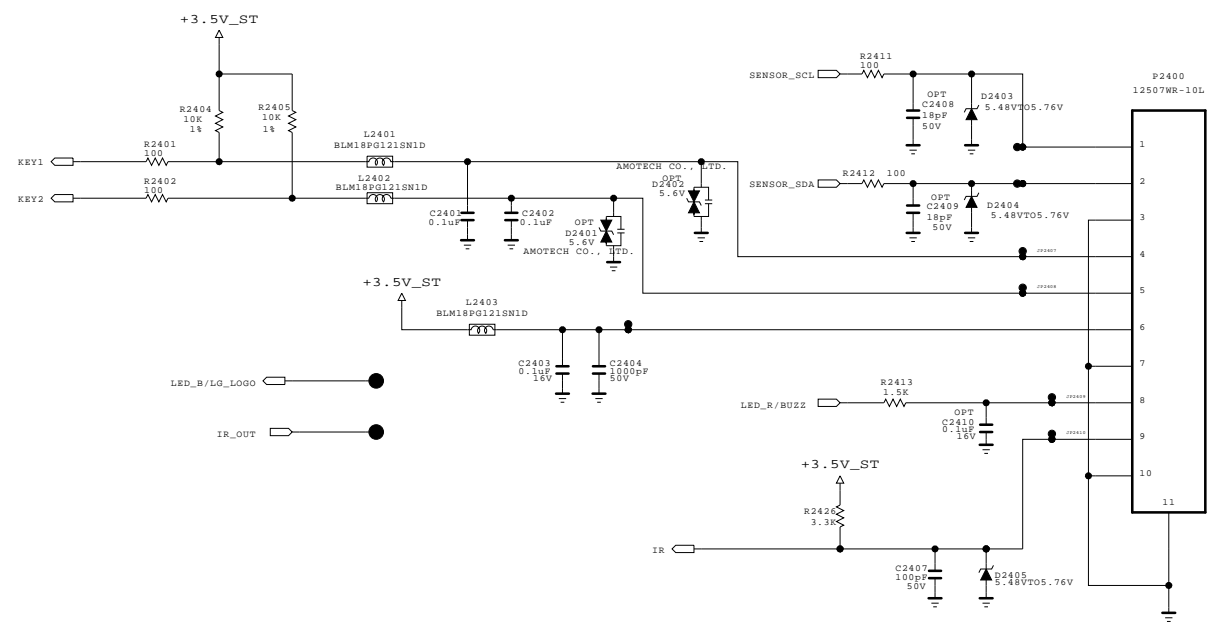 +3.5V_ST
R2404
10K
1%
R2405
10K
1%
KEY1
R2401
100
L2401
BLM18PG121SN1D
KEY2
R2402
100
L2402
BLM18PG121SN1D
C2401
0.1uF
C2402
0.1uF
OPT
D2401
5.6V
AMOTECH CO., LTD.
AMOTECH CO., LTD.
OPT
D2402
5.6V
SENSOR_SCL
R2411
100
OPT
C2408
18pF
50V
D2403
5.48VTO5.76V
SENSOR_SDA
R2412 100
OPT
C2409
18pF
50V
D2404
5.48VTO5.76V
P2400
12507WR-10L
1
2
3
4
5
6
7
8
9
10
11
JP2407
JP2408
+3.5V_ST
L2403
BLM18PG121SN1D
C2403
0.1uF
16V
C2404
1000pF
50V
LED_B/LG_LOGO
IR_OUT
LED_R/BUZZ
R2413
1.5K
OPT
C2410
0.1uF
16V
JP2409
JP2410
+3.5V_ST
R2426
3.3K
IR
C2407
100pF
50V
D2405
5.48VTO5.76V